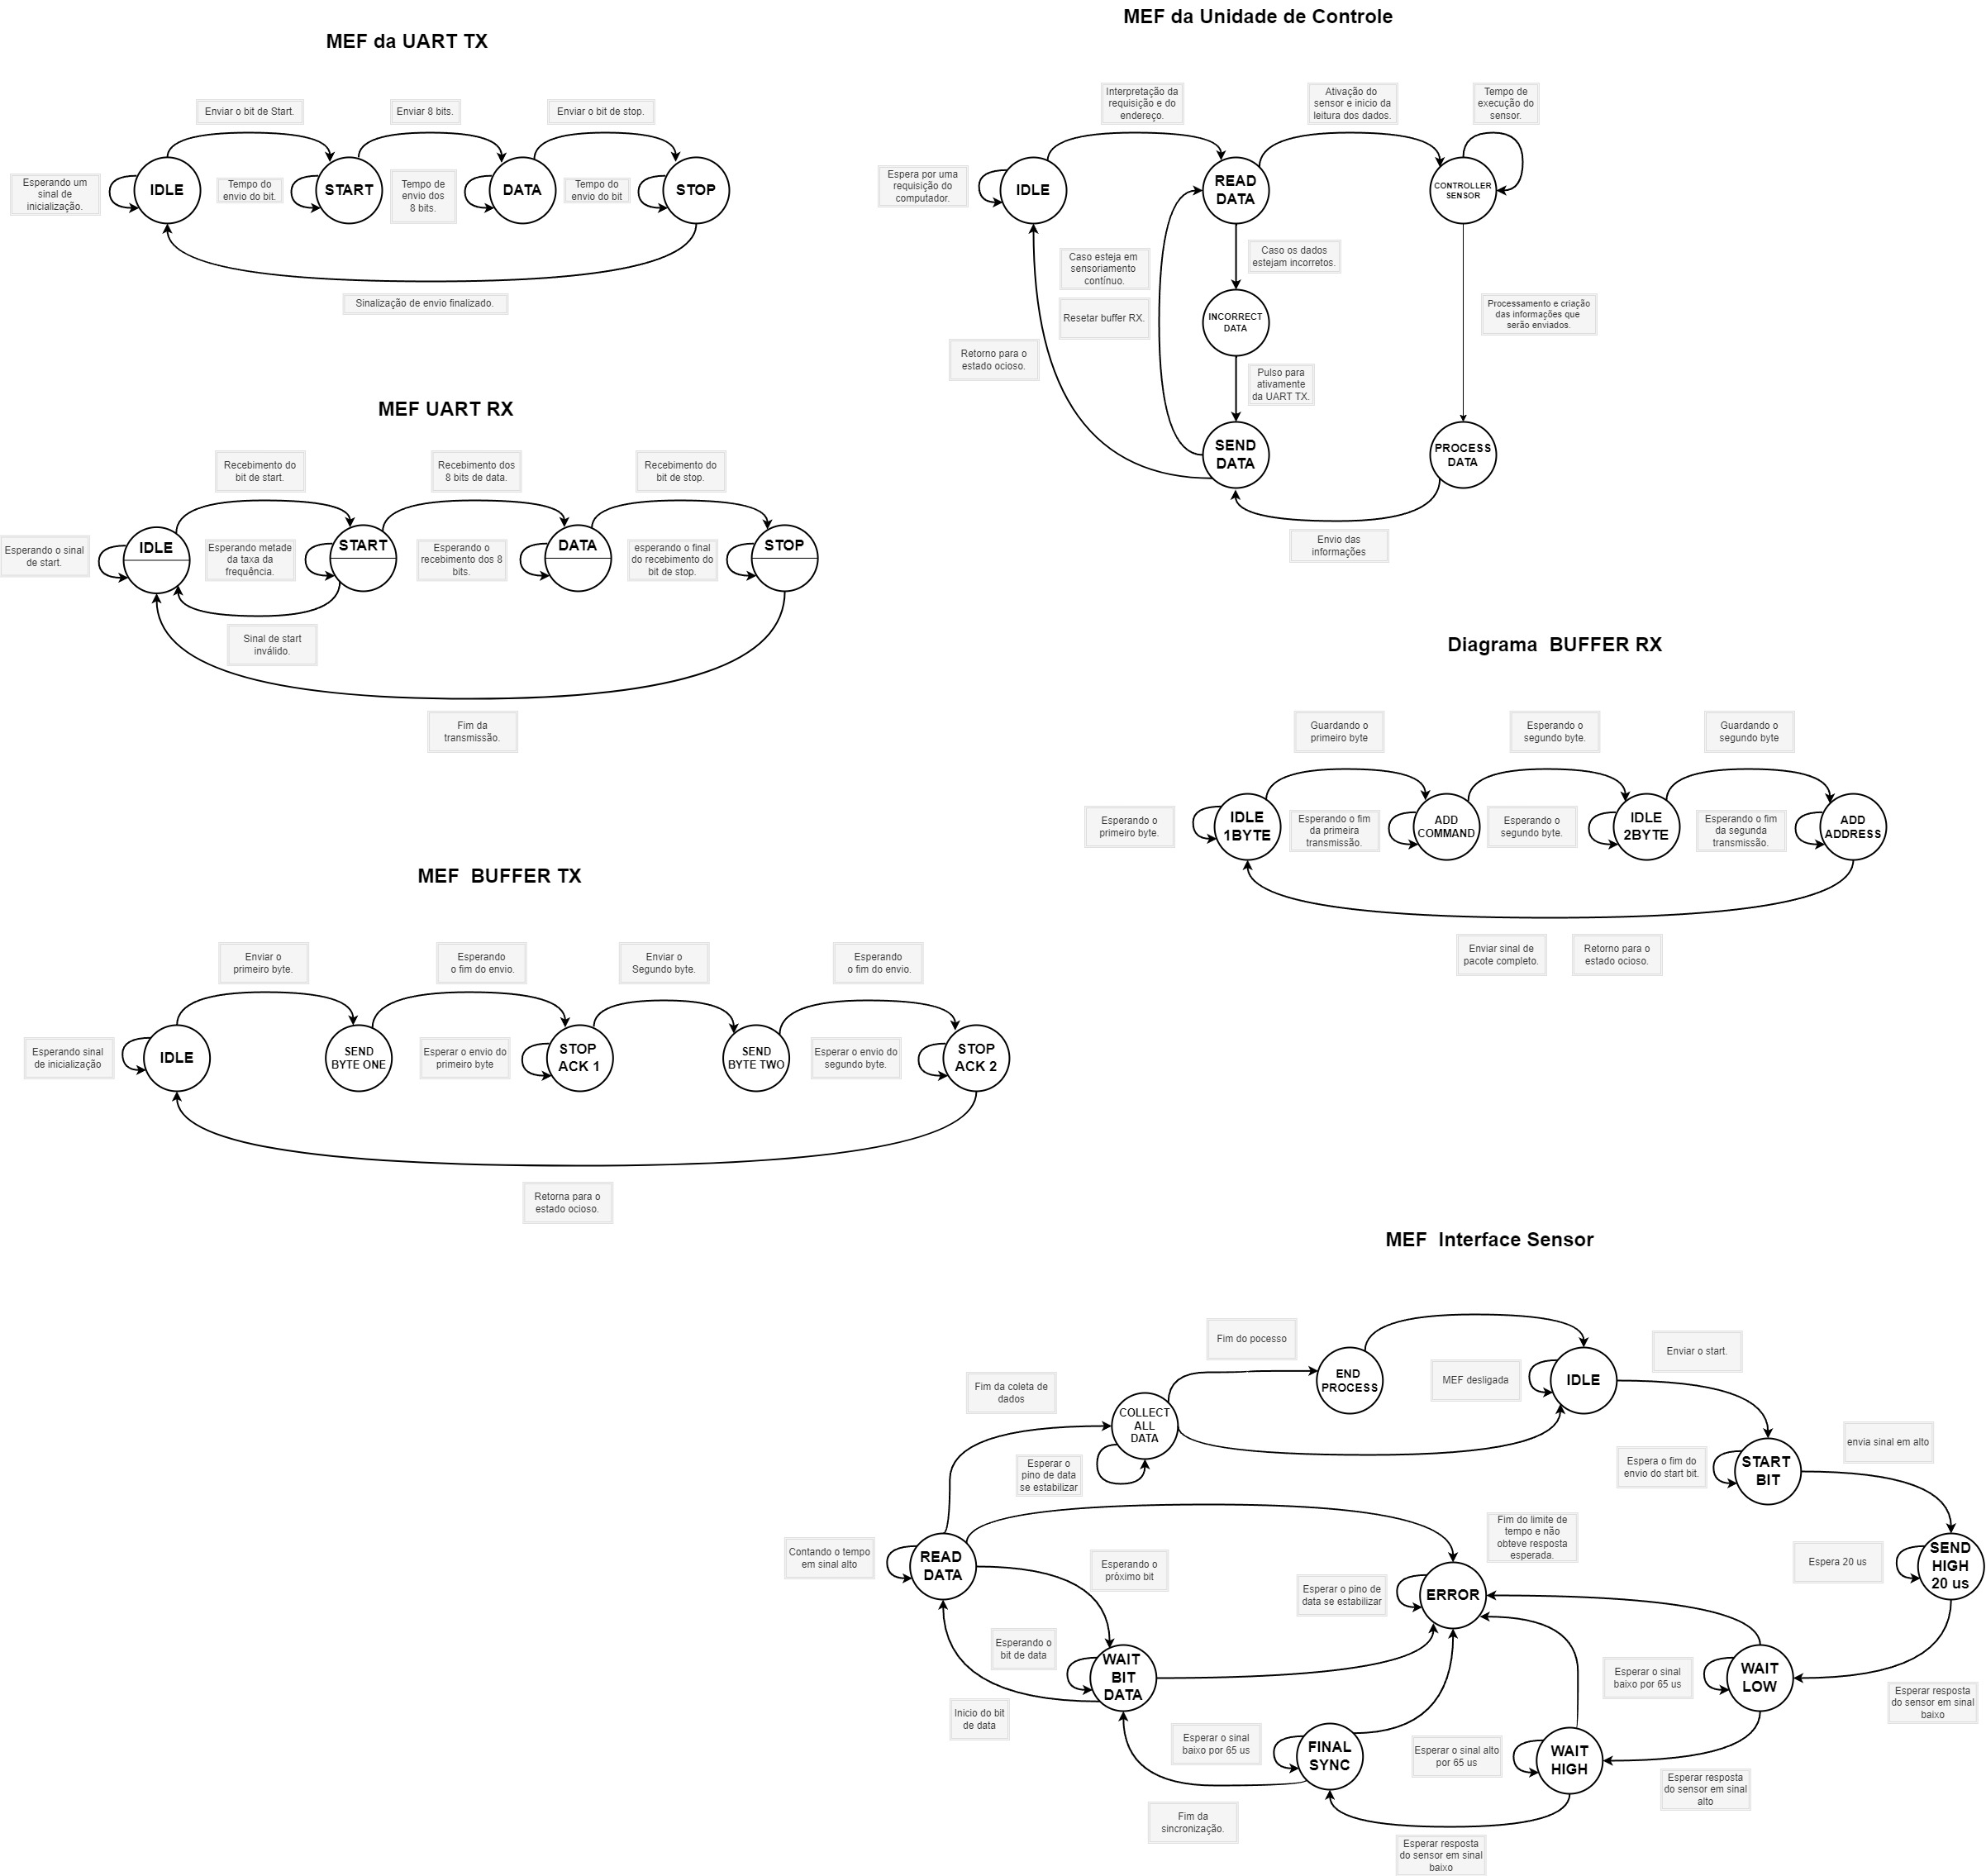 MEF da UART TX
Enviar o bit de Start.
Enviar 8 bits.
Enviar o bit de stop.
Esperando um
sinal de
inicialização.
IDLE
Tempo do
envio do bit.
START
Tempo de
envio dos
8 bits.
DATA
Tempo do
envio do bit
STOP
Sinalização de envio finalizado.
MEF da Unidade de Controle
Interpretação da
requisição e do
endereço.
Ativação do
sensor e inicio da
leitura dos dados.
Tempo de
execução do
sensor.
Espera por uma
requisição do
computador.
IDLE
READ
DATA
CONTROLLER
SENSOR
Caso esteja em
sensoriamento
contínuo.
Caso os dados
estejam incorretos.
Resetar buffer RX.
INCORRECT
DATA
Processamento e criação
das informações que
serão enviados.
Retorno para o
estado ocioso.
Pulso para
ativamente
da UART TX.
SEND
DATA
PROCESS
DATA
Envio das
informações
MEF UART RX
Recebimento do
bit de start.
Recebimento dos
8 bits de data.
Recebimento do
bit de stop.
Esperando o sinal
de start.
IDLE
Esperando metade
da taxa da
frequência.
START
Esperando o
recebimento dos 8
bits.
DATA
esperando o final
do recebimento do
bit de stop.
STOP
Sinal de start
inválido.
Fim da
transmissão.
Diagrama  BUFFER RX
Guardando o
primeiro byte
Esperando o
segundo byte.
Guardando o
segundo byte
Esperando o
primeiro byte.
IDLE
1BYTE
Esperando o fim
da primeira
transmissão.
ADD
COMMAND
Esperando o
segundo byte.
IDLE
2BYTE
Esperando o fim
da segunda
transmissão.
ADD
ADDRESS
Enviar sinal de
pacote completo.
Retorno para o
estado ocioso.
MEF  BUFFER TX
Enviar o
primeiro byte.
Esperando
o fim do envio.
Enviar o
Segundo byte.
Esperando
o fim do envio.
Esperando sinal
de inicialização
IDLE
SEND
BYTE ONE
Esperar o envio do
primeiro byte
STOP
ACK 1
SEND
BYTE TWO
Esperar o envio do
segundo byte.
STOP
ACK 2
Retorna para o
estado ocioso.
MEF  Interface Sensor
Fim do pocesso
Enviar o start.
END
PROCESS
MEF desligada
IDLE
Fim da coleta de
dados
COLLECT
ALL
DATA
envia sinal em alto
Esperar o
pino de data
se estabilizar
Espera o fim do
envio do start bit.
START
BIT
Fim do limite de
tempo e não
obteve resposta
esperada.
Contando o tempo
em sinal alto
READ
DATA
Esperando o
próximo bit
Esperar o pino de
data se estabilizar
ERROR
Espera 20 us
SEND
HIGH
20 us
Esperando o
bit de data
WAIT
BIT
DATA
Esperar o sinal
baixo por 65 us
WAIT
LOW
Esperar resposta
do sensor em sinal
baixo
Inicio do bit
de data
Esperar o sinal
baixo por 65 us
FINAL
SYNC
Esperar o sinal alto
por 65 us
WAIT
HIGH
Esperar resposta
do sensor em sinal
alto
Fim da
sincronização.
Esperar resposta
do sensor em sinal
baixo